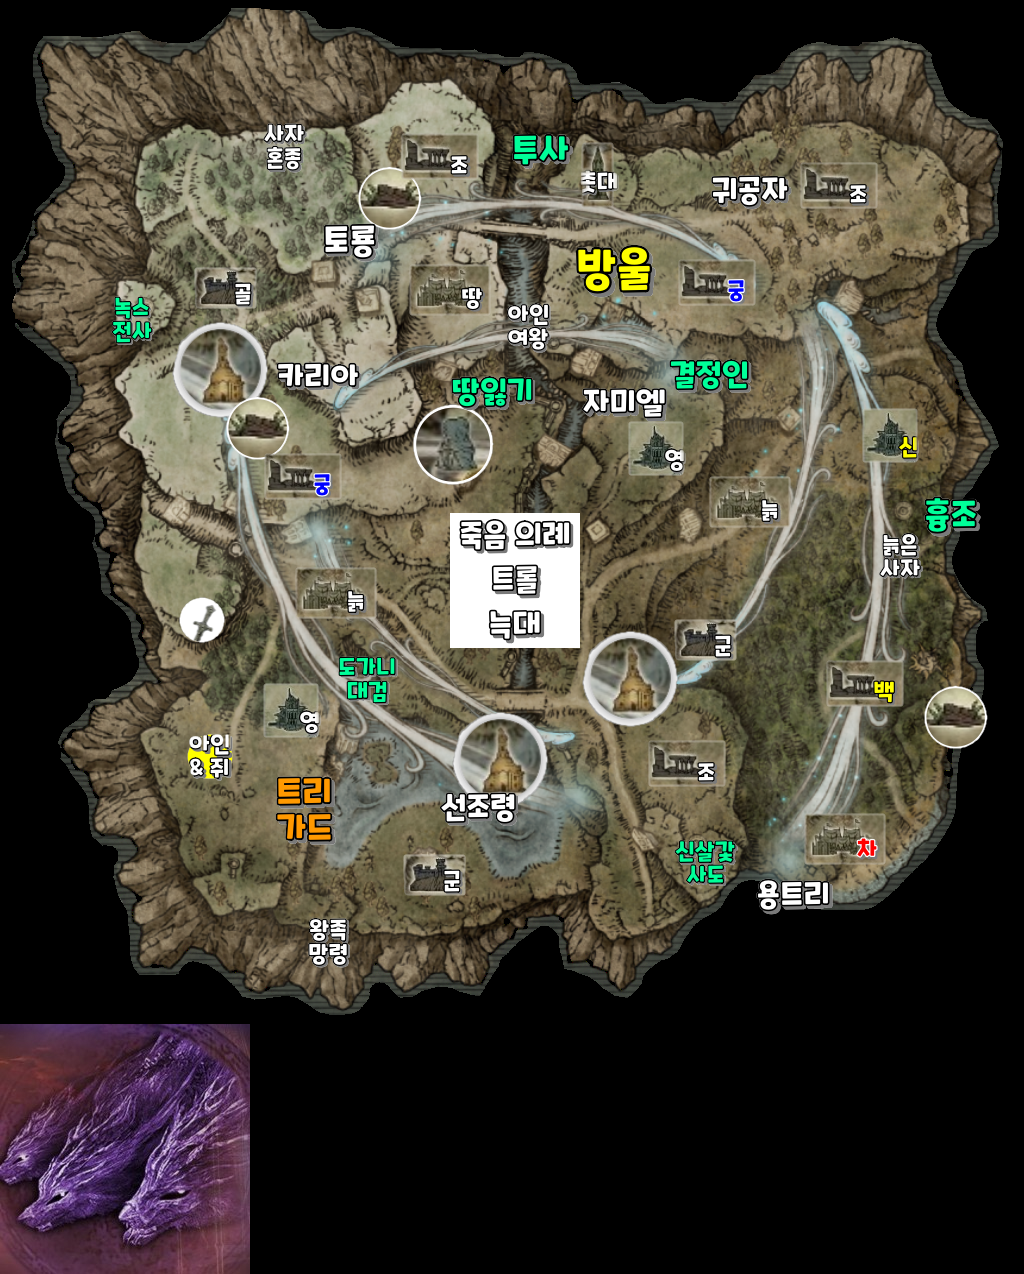 사자
혼종
조
투사
촛대
귀공자
조
토룡
방울
골
땅
궁
녹스
전사
아인
여왕
카리아
땅잃기
결정인
자미엘
영
신
궁
늙
흉조
죽음 의례
트롤
늑대
늙은
사자
늙
군
도가니
대검
백
영
아인
& 쥐
조
트리
가드
선조령
신살갗
사도
차
군
용트리
왕족
망령